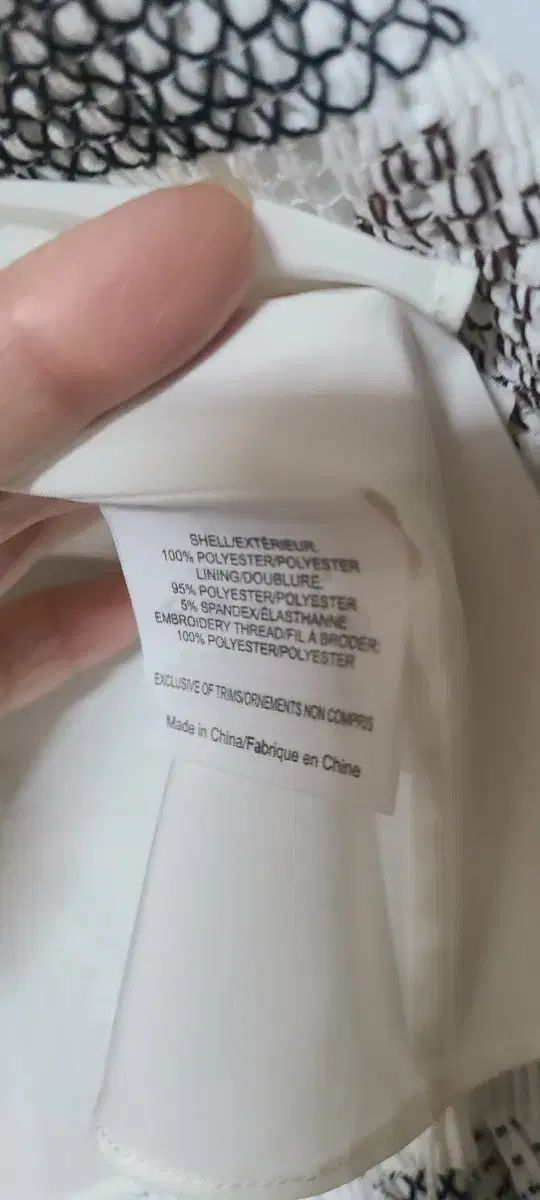 SHELL/EXTÉRIEUR:
100% POLYESTER/POLYESTER
LINING/DOUBLURE:
95% POLYESTER/POLYESTER
5% SPANDEX/ÉLASTHANNE
EMBROIDERY THREAD/FIL À BRODER:
100% POLYESTER/POLYESTER
EXCLUSIVE OF TRIMS/ORNEMENTS NON COMPRIS
Made in China/Fabrique en Chine